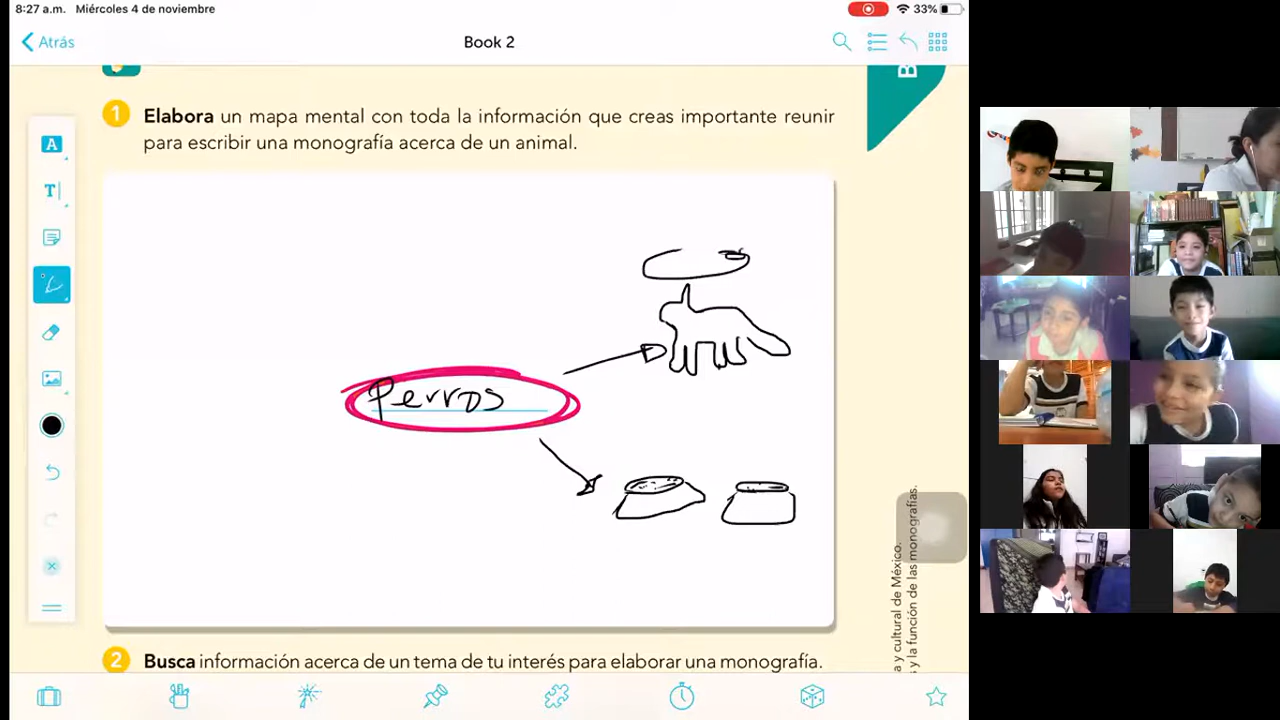 8:27 a.m. Miércoles 4 de noviembre
33%
Atrás
Book 2
B
1 Elabora un mapa mental con toda la información que creas importante reunir
para escribir una monografía acerca de un animal.
A
T
Perros
a y cultural de México.
s y la función de las monografías.
2 Busca información acerca de un tema de tu interés para elaborar una monografía.